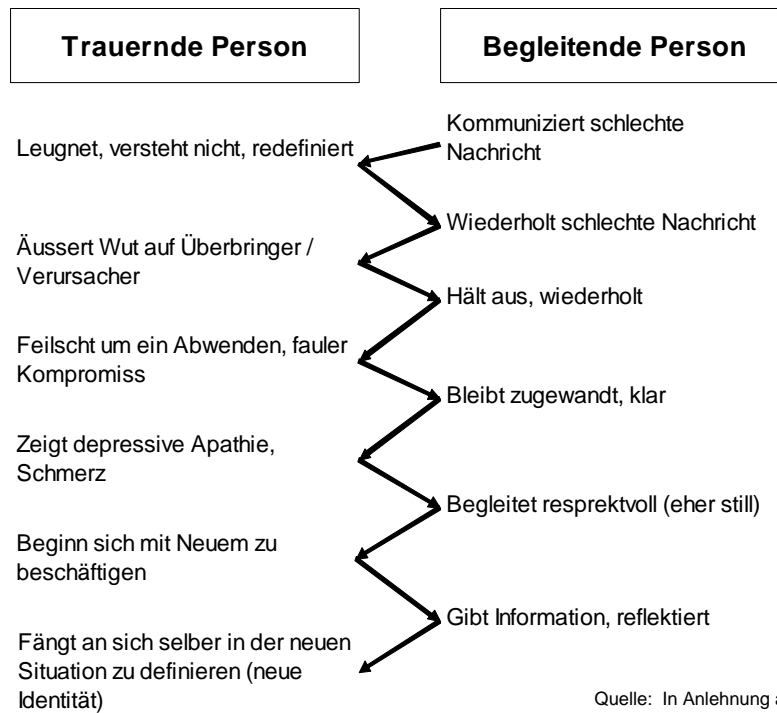 Trauernde Person
Begleitende Person
Kommuniziert schlechte
Nachricht
Leugnet, versteht nicht, redefiniert
Wiederholt schlechte Nachricht
Äussert Wut auf Überbringer /
Verursacher
Hält aus, wiederholt
Feilscht um ein Abwenden, fauler
Kompromiss
Bleibt zugewandt, klar
Zeigt depressive Apathie,
Schmerz
Begleitet resprektvoll (eher still)
Beginn sich mit Neuem zu
beschäftigen
Gibt Information, reflektiert
Fängt an sich selber in der neuen
Situation zu definieren (neue
Identität)
Quelle: In Anlehnung